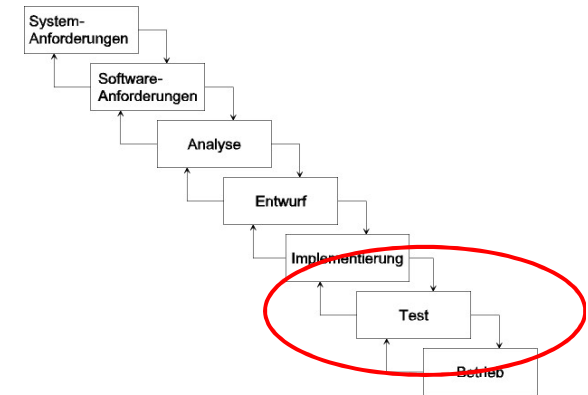 System-
Anforderungen
Software-
Anforderungen
Analyse
Entwurf
Implementierung
Test
Betrieb